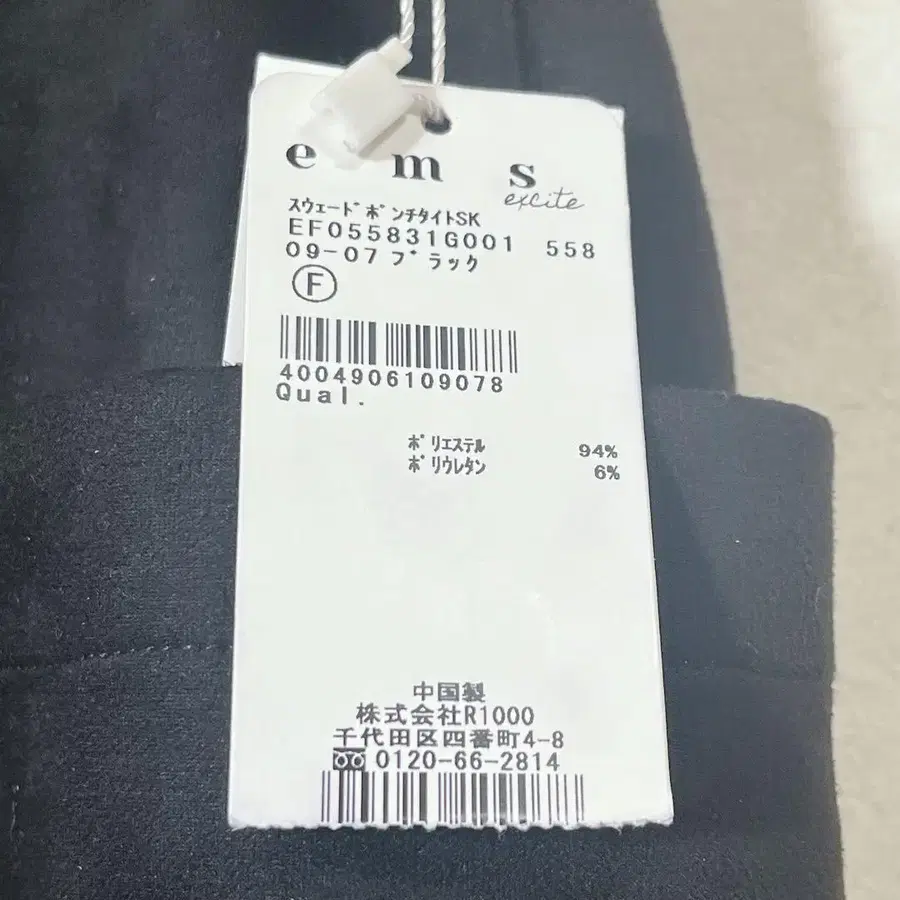 e m s
excite
スウェードポンチタイトSK
EF055831G001 558
09-07 ブラック
F
4004906109078
Qual.
ポリエステル 94%
ポリウレタン 6%
中国製
株式会社R1000
千代田区四番町4-8
0120-66-2814